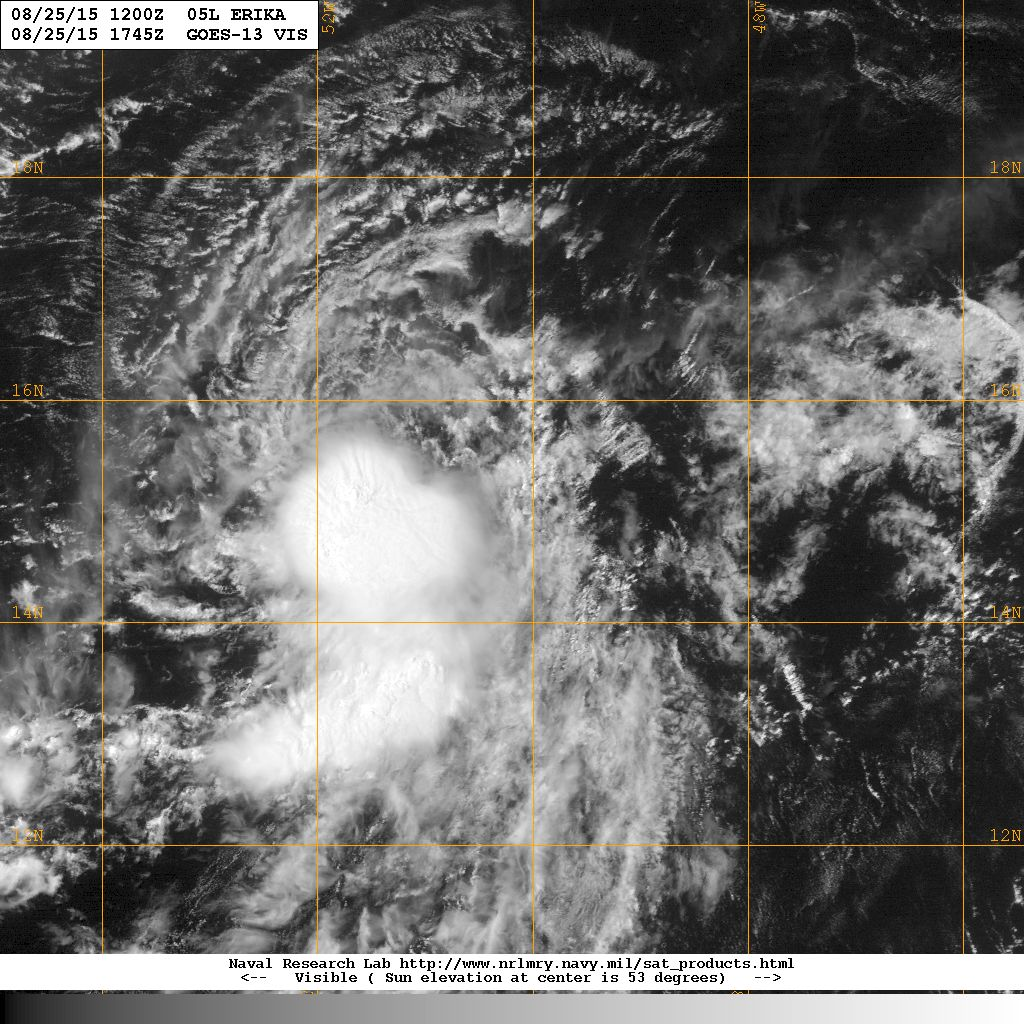 08/25/15 1200Z 05L ERIKA
08/25/15 1745Z GOES-13 VIS
52W
48W
18N
18N
16N
16N
14N
14N
12N
12N
Naval Research Lab http://www.nrlmry.navy.mil/sat_products.html
<-- Visible ( Sun elevation at center is 53 degrees) -->